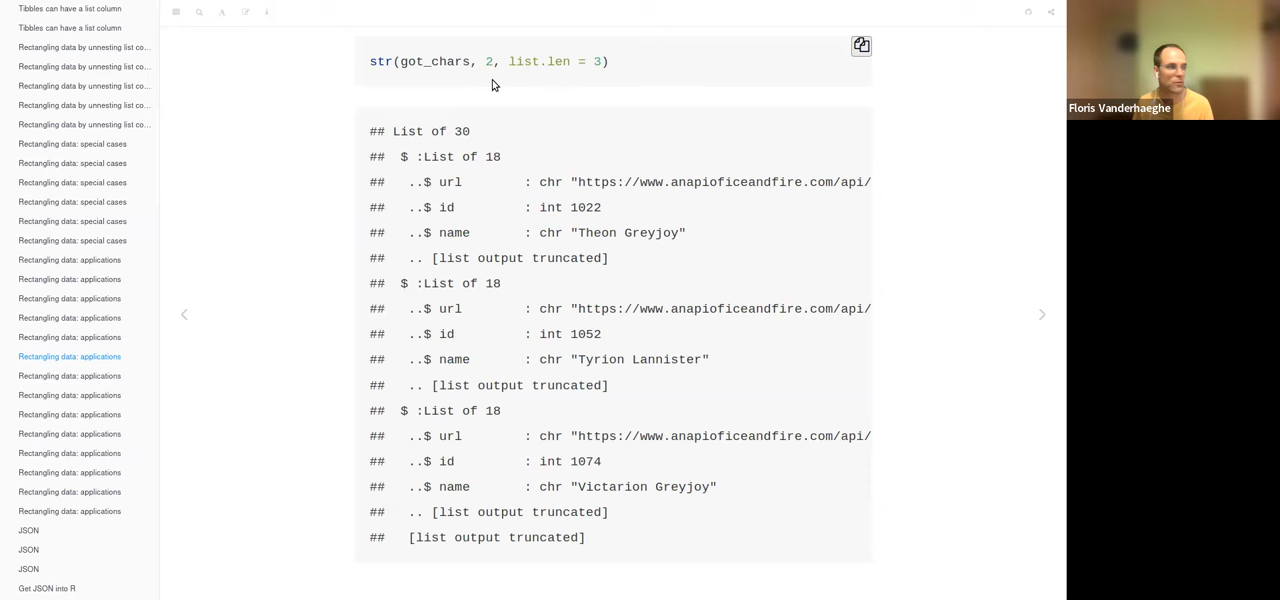 Tibbles can have a list column
Tibbles can have a list column
Rectangling data by unnesting list co...
Rectangling data by unnesting list co...
Rectangling data by unnesting list co...
Rectangling data by unnesting list co...
Rectangling data by unnesting list co...
Rectangling data: special cases
Rectangling data: special cases
Rectangling data: special cases
Rectangling data: special cases
Rectangling data: special cases
Rectangling data: special cases
Rectangling data: applications
Rectangling data: applications
Rectangling data: applications
Rectangling data: applications
Rectangling data: applications
Rectangling data: applications
Rectangling data: applications
Rectangling data: applications
Rectangling data: applications
Rectangling data: applications
Rectangling data: applications
Rectangling data: applications
Rectangling data: applications
Rectangling data: applications
JSON
JSON
JSON
Get JSON into R
A
str(got_chars, 2, list.len = 3)
## List of 30
##  $ :List of 18
##   ..$ url        : chr "https://www.anapioficeandfire.com/api/
##   ..$ id         : int 1022
##   ..$ name       : chr "Theon Greyjoy"
##   .. [list output truncated]
##  $ :List of 18
##   ..$ url        : chr "https://www.anapioficeandfire.com/api/
##   ..$ id         : int 1052
##   ..$ name       : chr "Tyrion Lannister"
##   .. [list output truncated]
##  $ :List of 18
##   ..$ url        : chr "https://www.anapioficeandfire.com/api/
##   ..$ id         : int 1074
##   ..$ name       : chr "Victarion Greyjoy"
##   .. [list output truncated]
##   [list output truncated]
Floris Vanderhaeghe